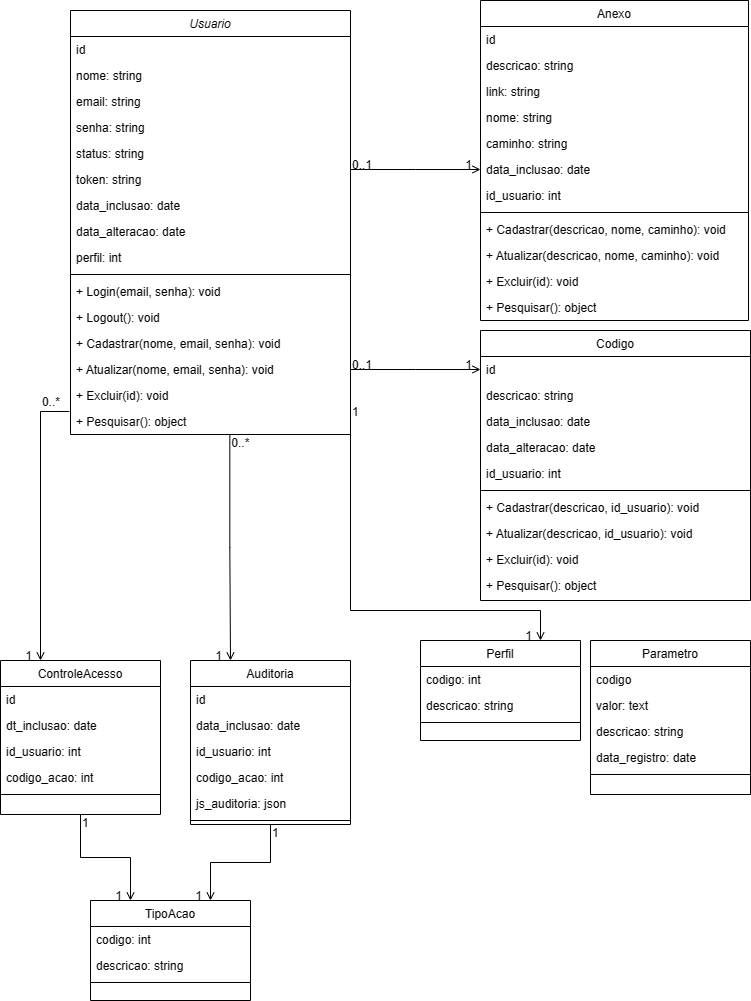 Usuario
id
nome: string
email: string
senha: string
status: string
token: string
data_inclusao: date
data_alteracao: date
perfil: int
+ Login(email, senha): void
+ Logout(): void
+ Cadastrar(nome, email, senha): void
+ Atualizar(nome, email, senha): void
+ Excluir(id): void
+ Pesquisar(): object
0..1
1
Anexo
id
descricao: string
link: string
nome: string
caminho: string
data_inclusao: date
id_usuario: int
+ Cadastrar(descricao, nome, caminho): void
+ Atualizar(descricao, nome, caminho): void
+ Excluir(id): void
+ Pesquisar(): object
0..1
1
Codigo
id
descricao: string
data_inclusao: date
data_alteracao: date
id_usuario: int
+ Cadastrar(descricao, id_usuario): void
+ Atualizar(descricao, id_usuario): void
+ Excluir(id): void
+ Pesquisar(): object
0..*
0..*
1
1
1
1
ControleAcesso
id
dt_inclusao: date
id_usuario: int
codigo_acao: int
Auditoria
id
data_inclusao: date
id_usuario: int
codigo_acao: int
js_auditoria: json
Perfil
codigo: int
descricao: string
Parametro
codigo
valor: text
descricao: string
data_registro: date
1
1
1
1
TipoAcao
codigo: int
descricao: string